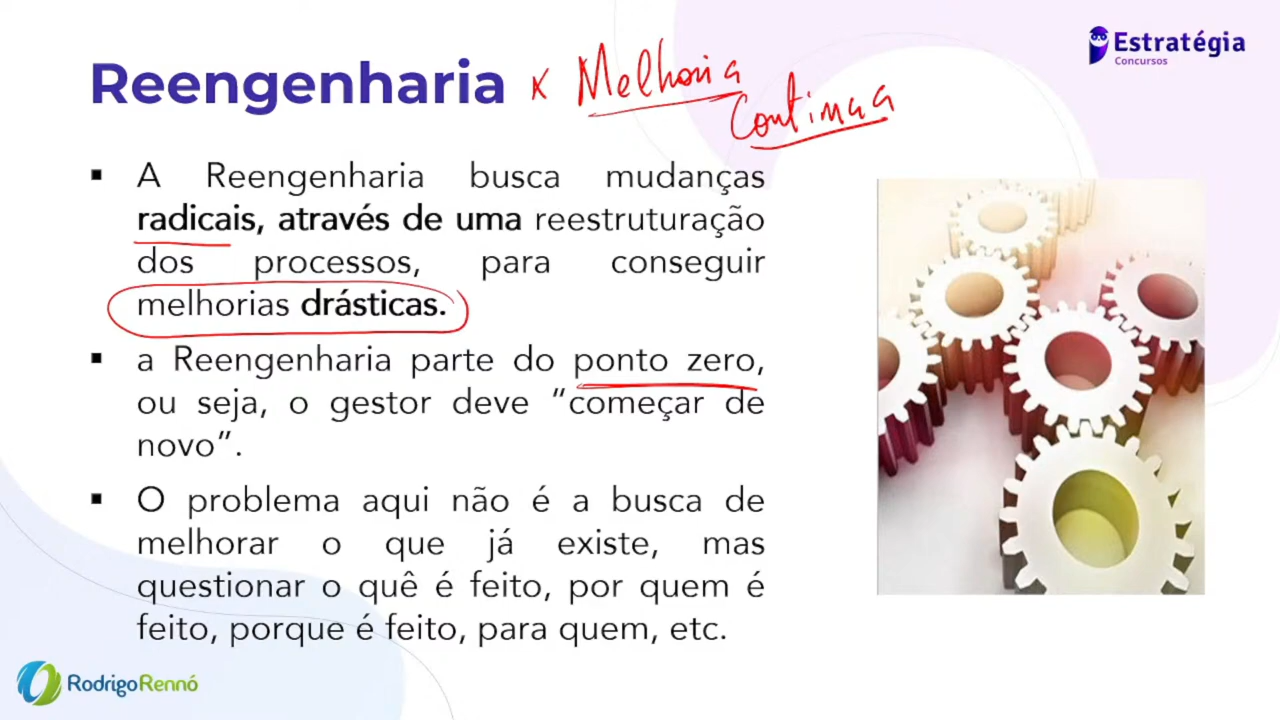 Estratégia
Concursos
Reengenharia x Melhoria
Continua
▪ A Reengenharia busca mudanças
radicais, através de uma reestruturação
dos processos, para conseguir
melhorias drásticas.
▪ a Reengenharia parte do ponto zero,
ou seja, o gestor deve “começar de
novo”.
▪ O problema aqui não é a busca de
melhorar o que já existe, mas
questionar o quê é feito, por quem é
feito, porque é feito, para quem, etc.
RodrigoRennó